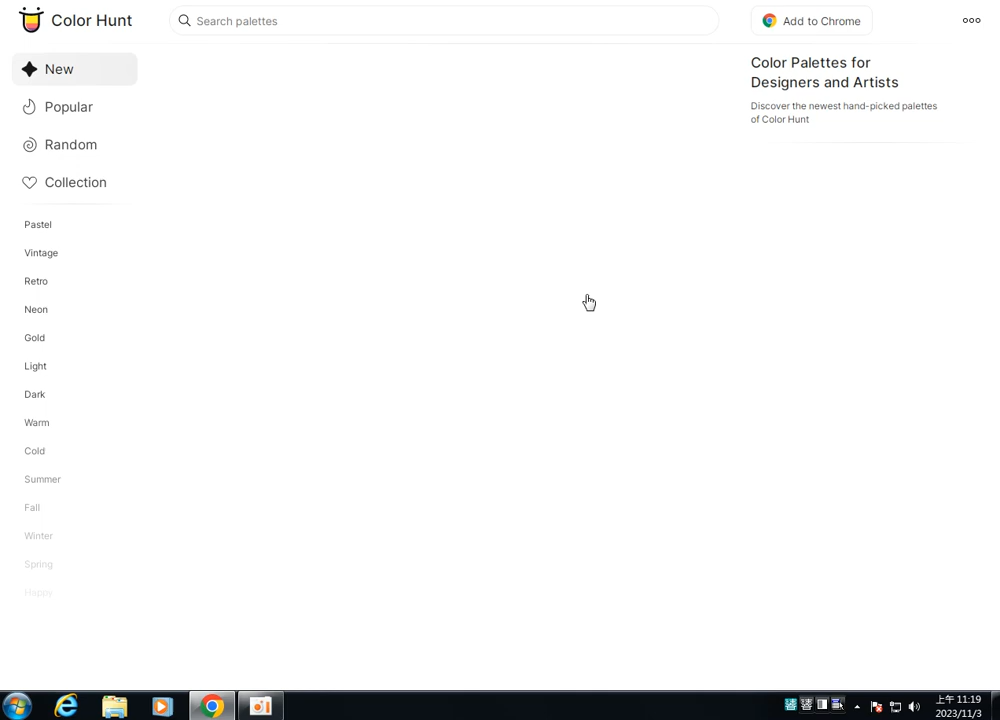 Color Hunt
Search palettes
Add to Chrome
New
Popular
Random
Collection
Pastel
Vintage
Retro
Neon
Gold
Light
Dark
Warm
Cold
Summer
Fall
Winter
Spring
Happy
Color Palettes for
Designers and Artists
Discover the newest hand-picked palettes
of Color Hunt
上午 11:19
2023/11/3